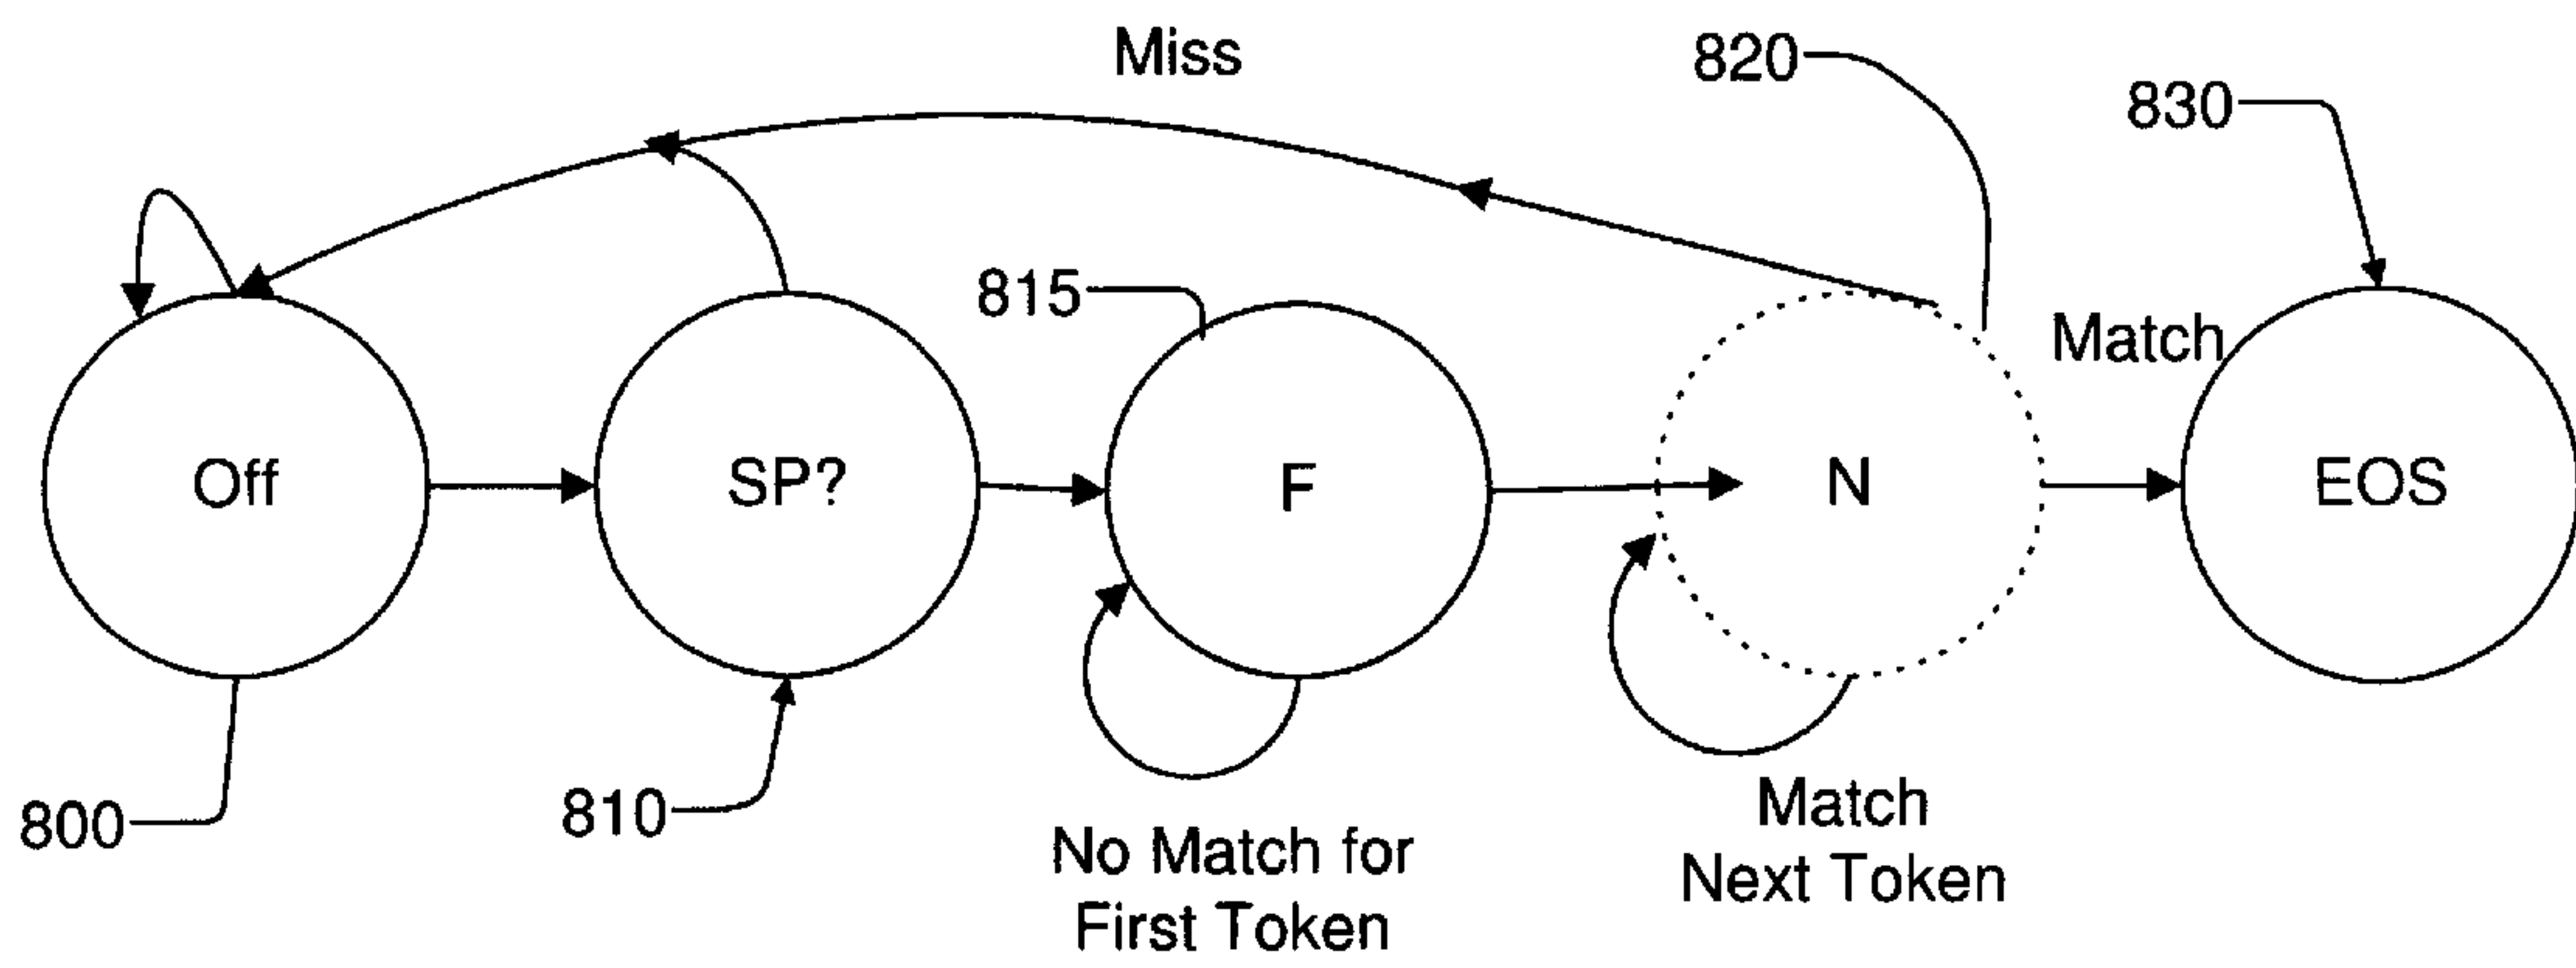 Miss
820
830
815
Match
Off
SP?
F
N
EOS
800
810
No Match for
First Token
Match
Next Token